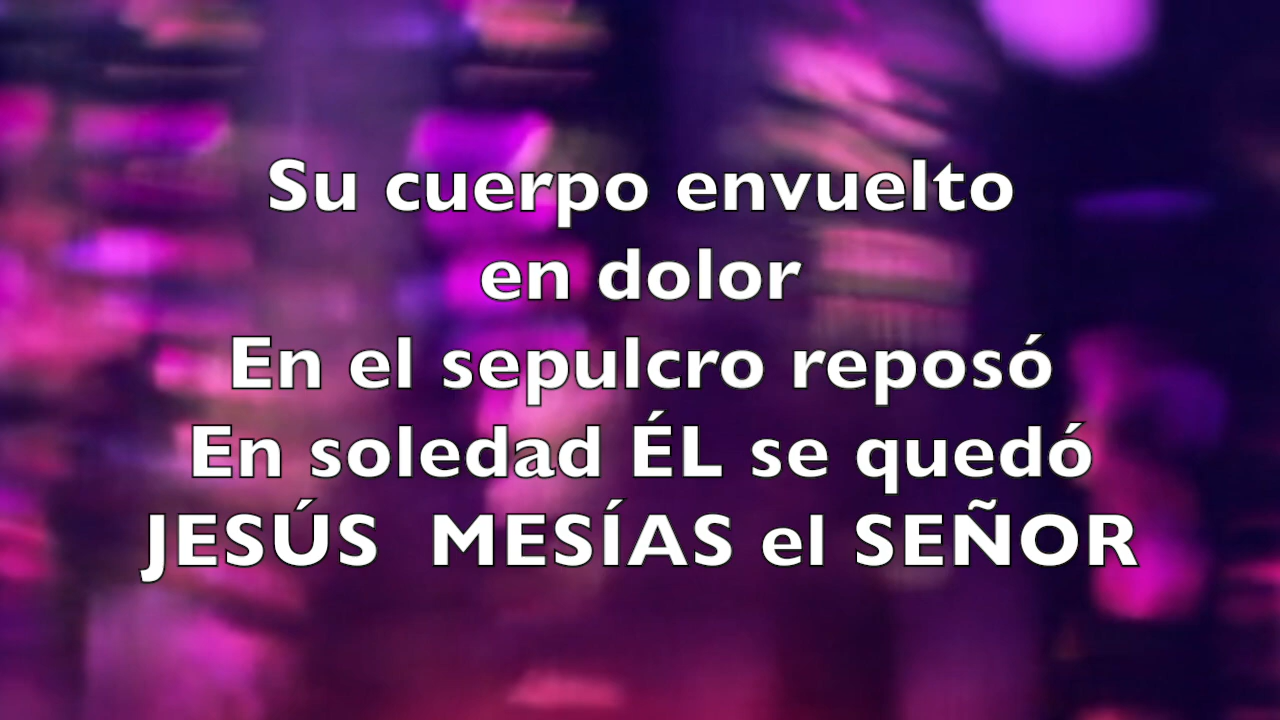 Su cuerpo envuelto
en dolor
En el sepulcro reposó
En soledad ÉL se quedó
JESÚS  MESÍAS el SEÑOR